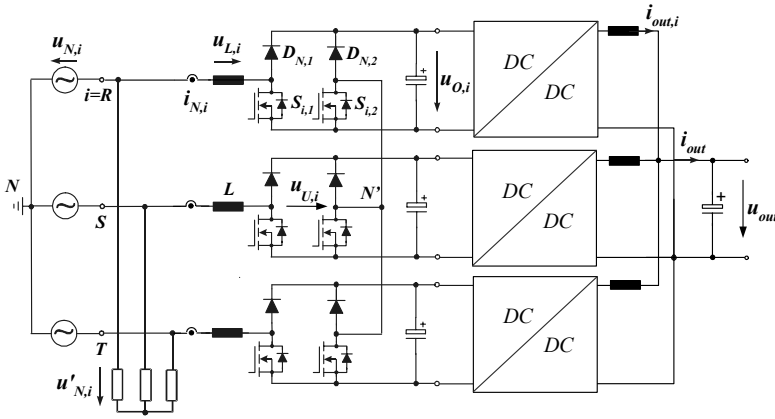 u_{N,i}
i=R
i_{N,i}
u_{L,i}
D_{N,1}
D_{N,2}
S_{i,1}
S_{i,2}
u_{O,i}
+
DC
DC
i_{out,i}
i_{out}
N
S
L
u_{U,i}
N'
+
DC
DC
+
u_{out}
T
+
DC
DC
u'_{N,i}